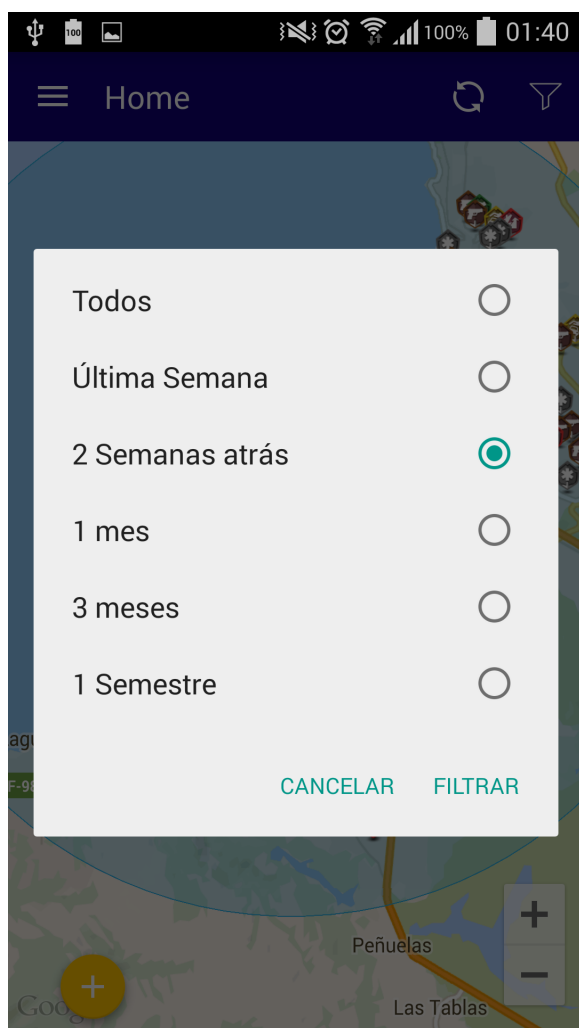 100
100%
01:40
Home
Todos
Última Semana
2 Semanas atrás
1 mes
3 meses
1 Semestre
CANCELAR
FILTRAR
Peñuelas
Las Tablas